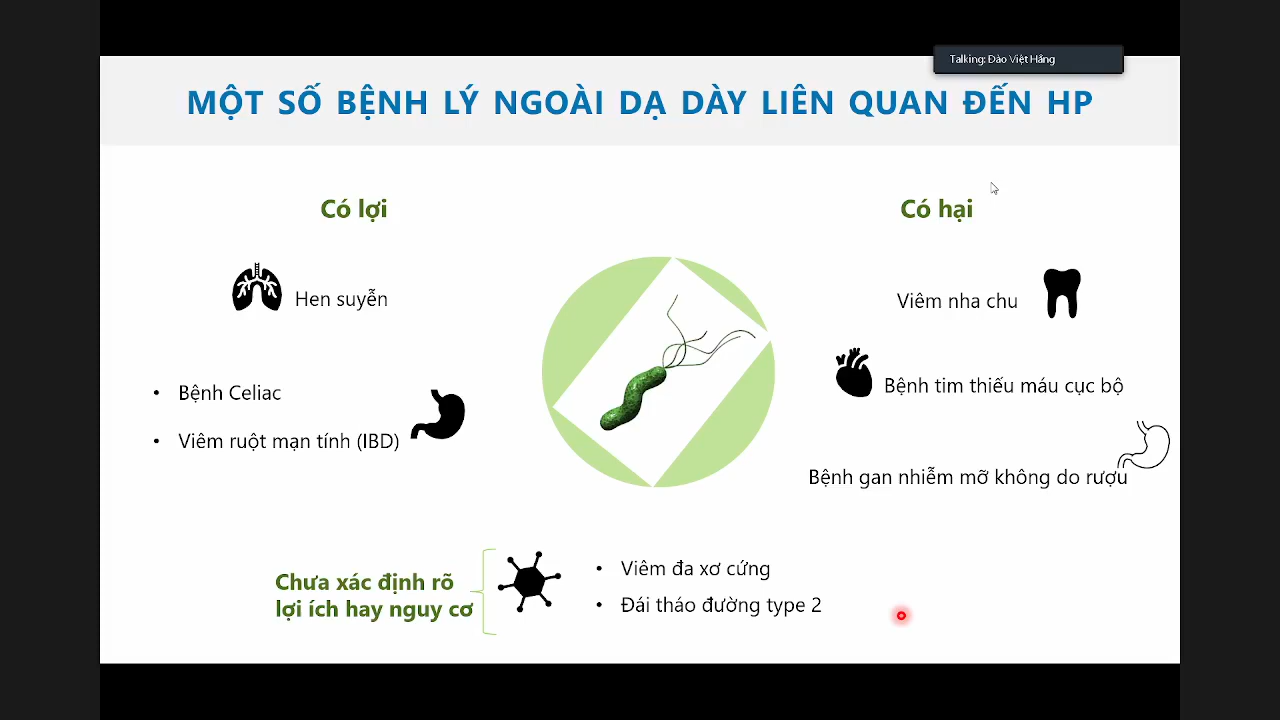 Talking: Đào Việt Hằng
MỘT SỐ BỆNH LÝ NGOÀI DẠ DÀY LIÊN QUAN ĐẾN HP
Có lợi
Hen suyễn
• Bệnh Celiac
• Viêm ruột mạn tính (IBD)
Có hại
Viêm nha chu
Bệnh tim thiếu máu cục bộ
Bệnh gan nhiễm mỡ không do rượu
Chưa xác định rõ
lợi ích hay nguy cơ
• Viêm đa xơ cứng
• Đái tháo đường type 2